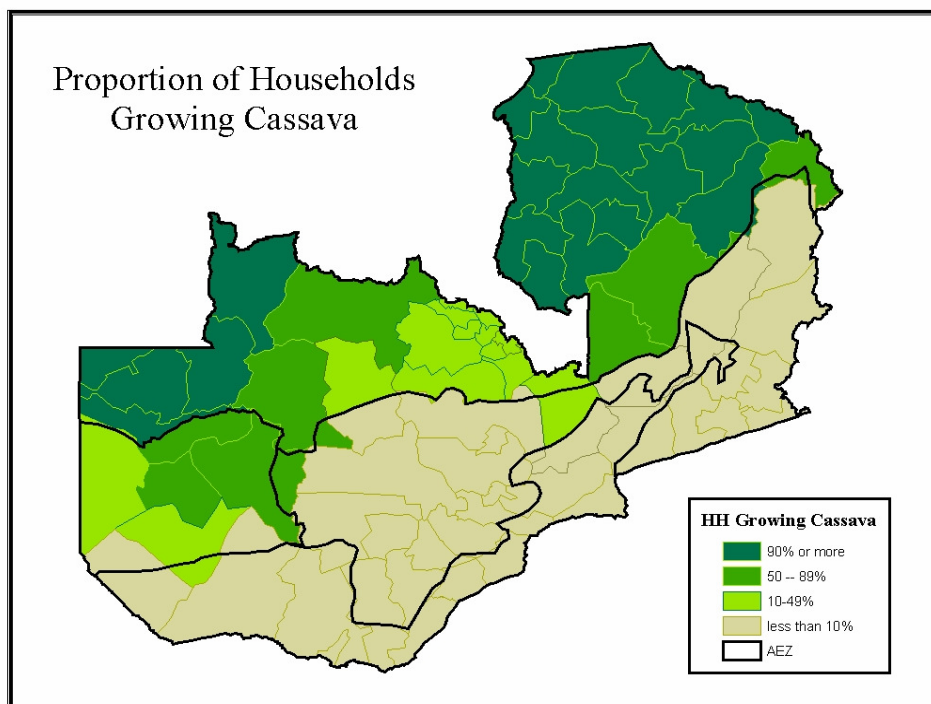 Proportion of Households
Growing Cassava
HH Growing Cassava
90% or more
50 -- 89%
10-49%
less than 10%
AEZ